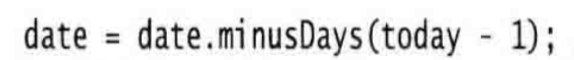 date = date.minusDays(today - 1);